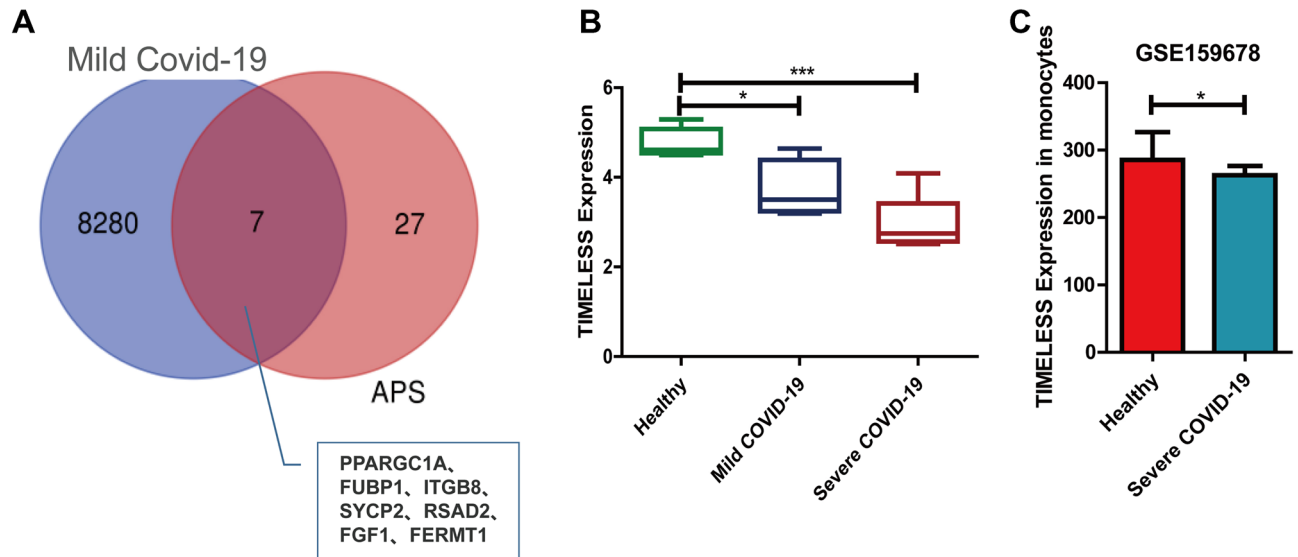 A
Mild Covid-19
8280
7
27
APS
PPARGC1A、
FUBP1、ITGB8、
SYCP2、RSAD2、
FGF1、FERMT1
B
TIMELESS Expression
6
4
2
0
***
*
Healthy
Mild COVID-19
Severe COVID-19
C
GSE159678
TIMELESS Expression in monocytes
400
300
200
100
0
*
Healthy
Severe COVID-19